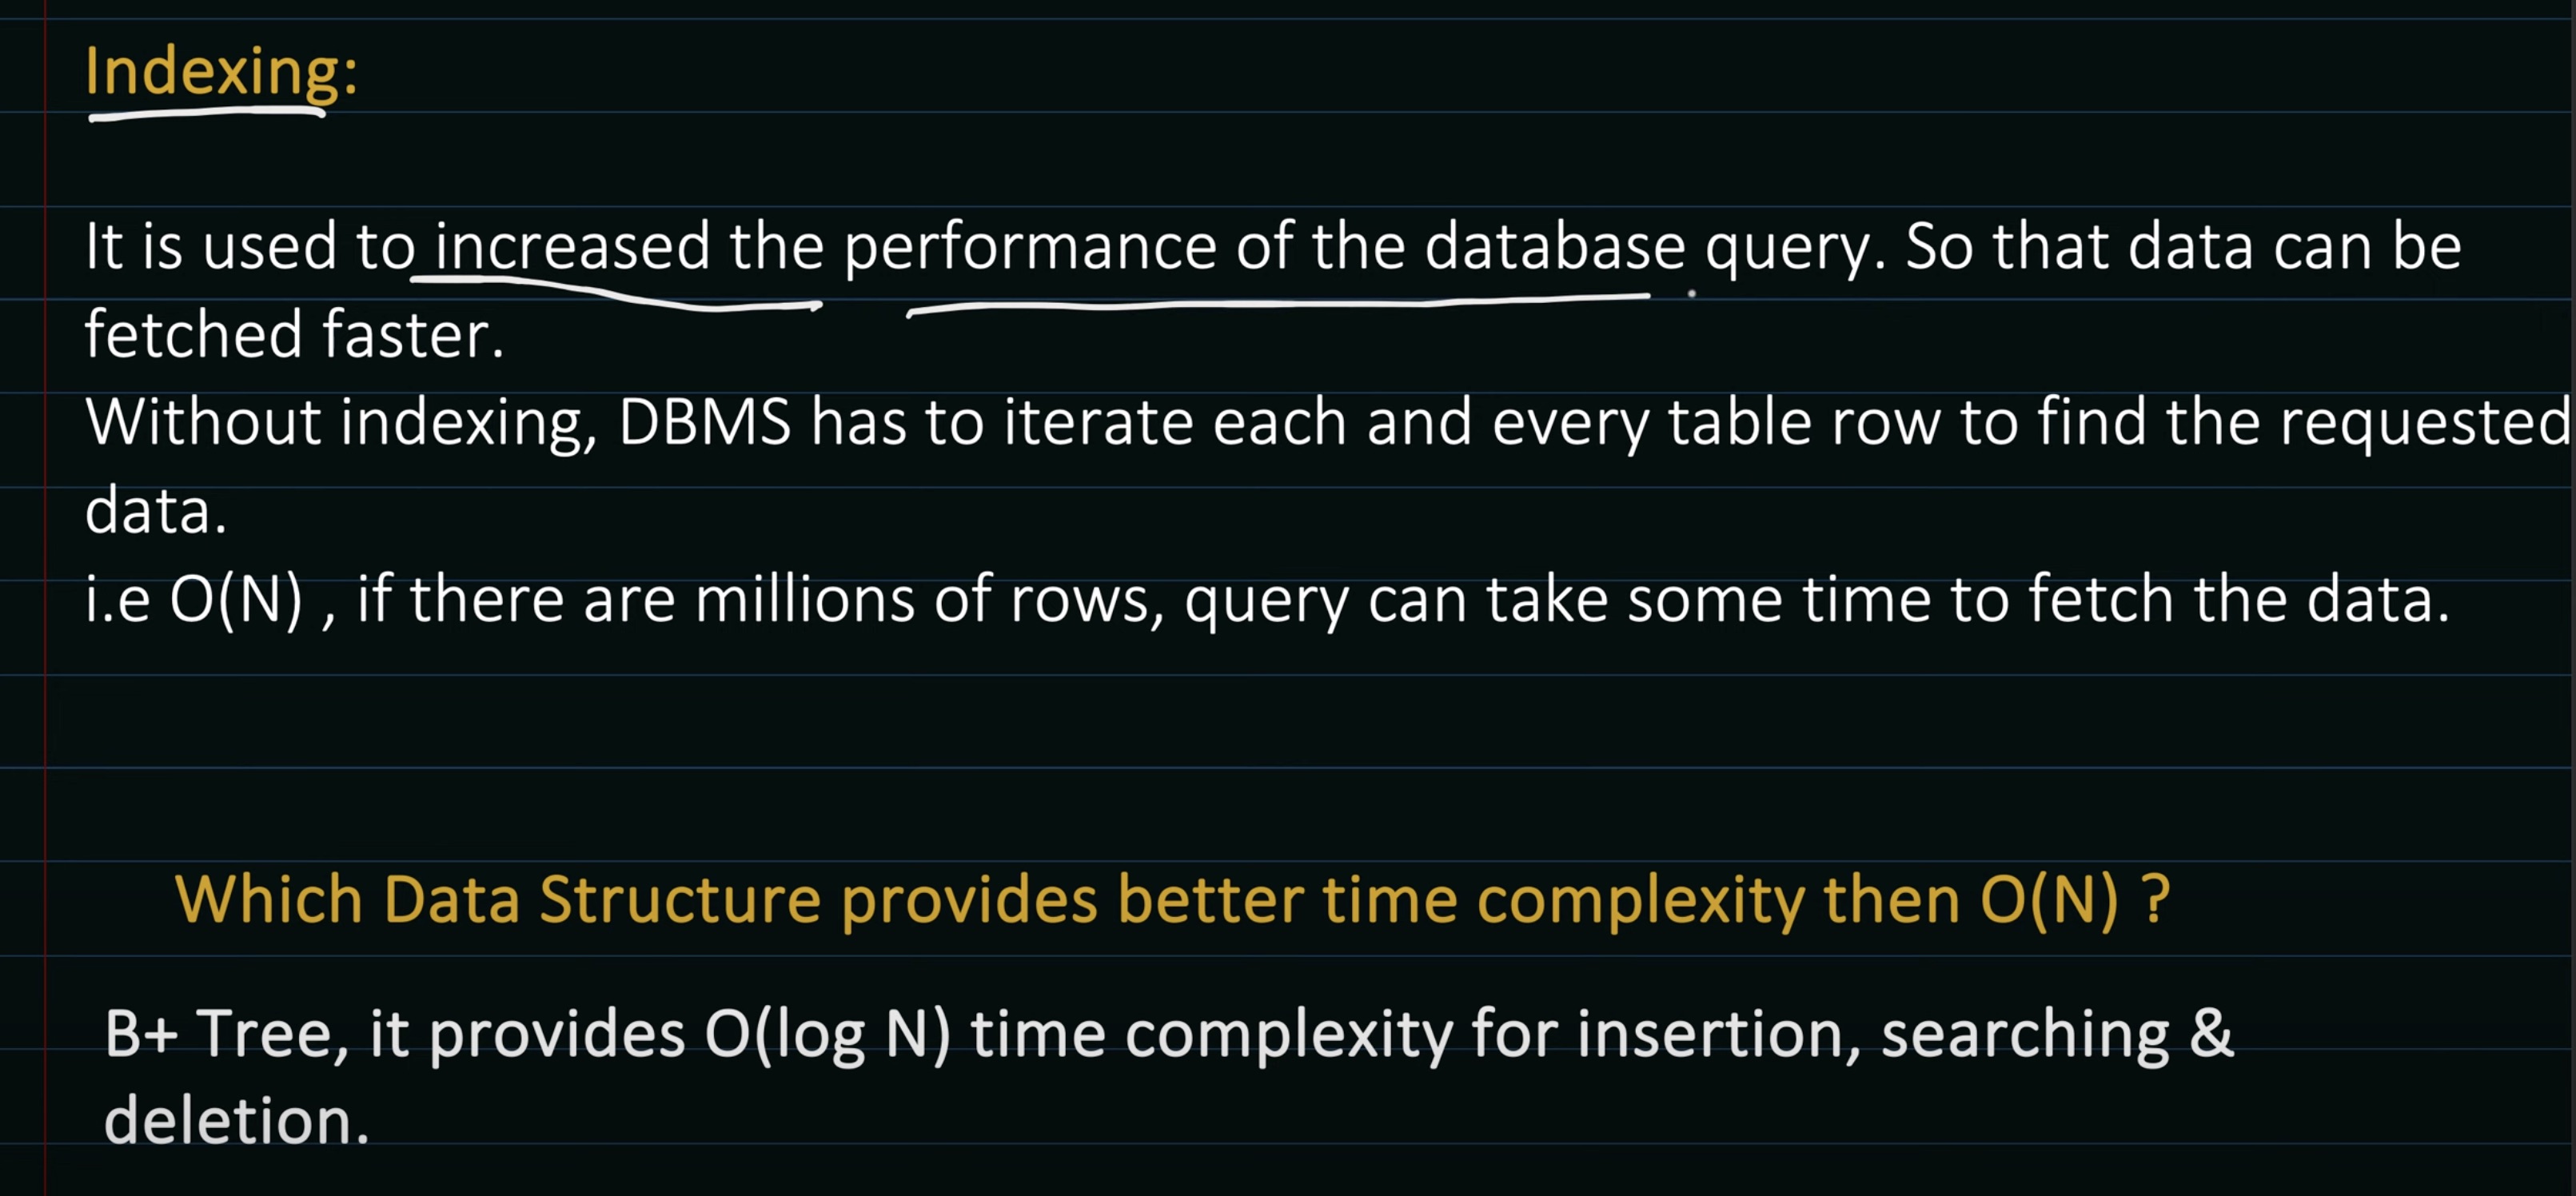 Indexing:
It is used to increased the performance of the database query. So that data can be
fetched faster.
Without indexing, DBMS has to iterate each and every table row to find the requested
data.
i.e O(N) , if there are millions of rows, query can take some time to fetch the data.
Which Data Structure provides better time complexity then O(N) ?
B+ Tree, it provides O(log N) time complexity for insertion, searching &
deletion.